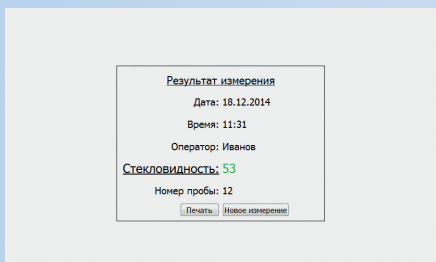 Результат измерения
Дата: 18.12.2014
Время: 11:31
Оператор: Иванов
Стекловидность: 53
Номер пробы: 12
Печать Новое измерение